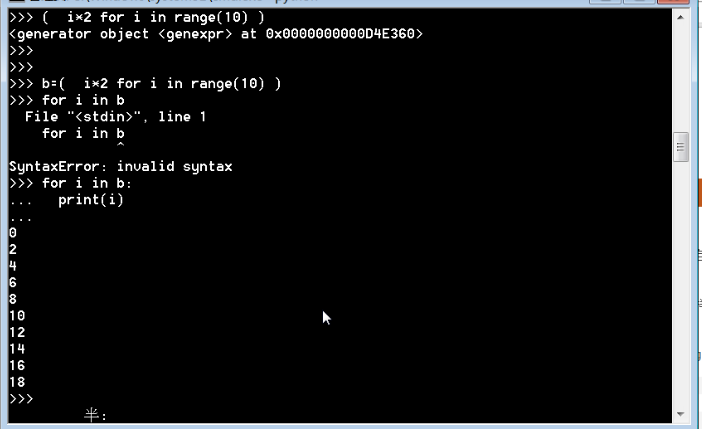 >>> (  i*2 for i in range(10) )
<generator object <genexpr> at 0x0000000000D4E360>
>>>
>>>
>>> b=(  i*2 for i in range(10) )
>>> for i in b
  File "<stdin>", line 1
    for i in b
             ^
SyntaxError: invalid syntax
>>> for i in b:
...   print(i)
...
0
2
4
6
8
10
12
14
16
18
>>>
半: